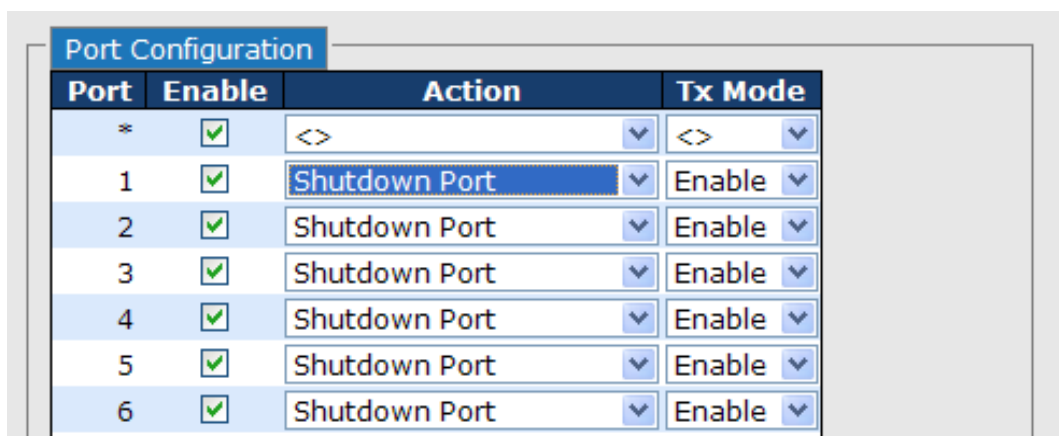 Port Configuration
Port Enable Action Tx Mode
* <> <>
1 Shutdown Port Enable
2 Shutdown Port Enable
3 Shutdown Port Enable
4 Shutdown Port Enable
5 Shutdown Port Enable
6 Shutdown Port Enable